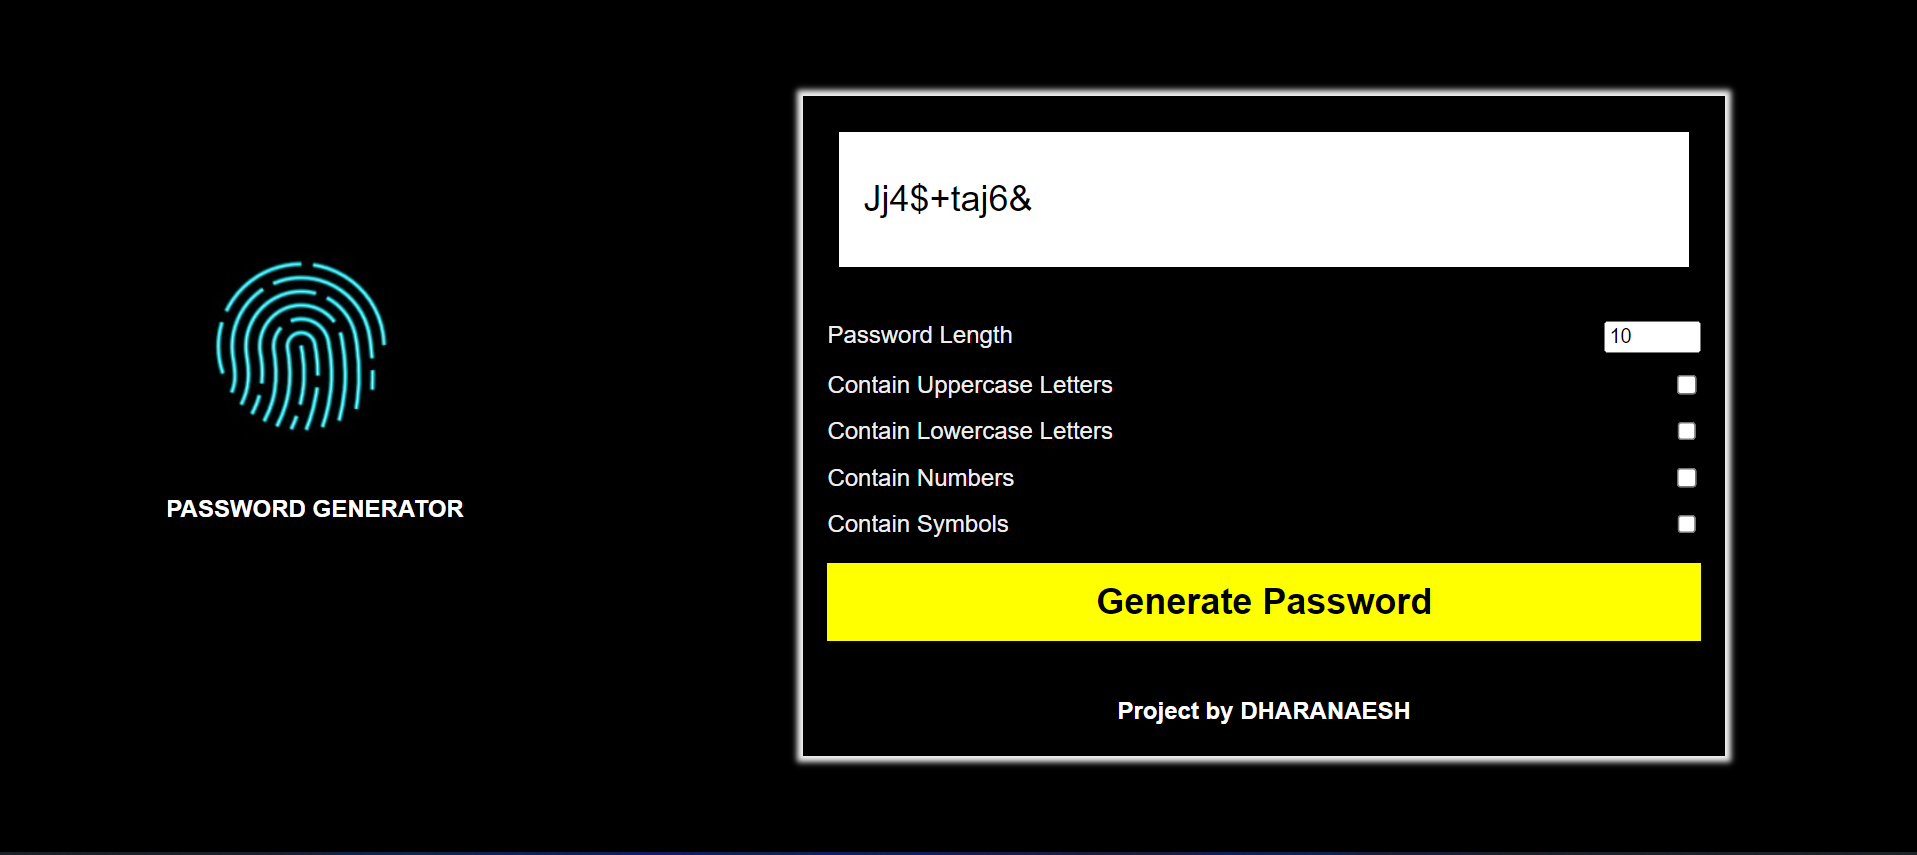 PASSWORD GENERATOR
Jj4$+taj6&
Password Length 10
Contain Uppercase Letters
Contain Lowercase Letters
Contain Numbers
Contain Symbols
Generate Password
Project by DHARANAESH